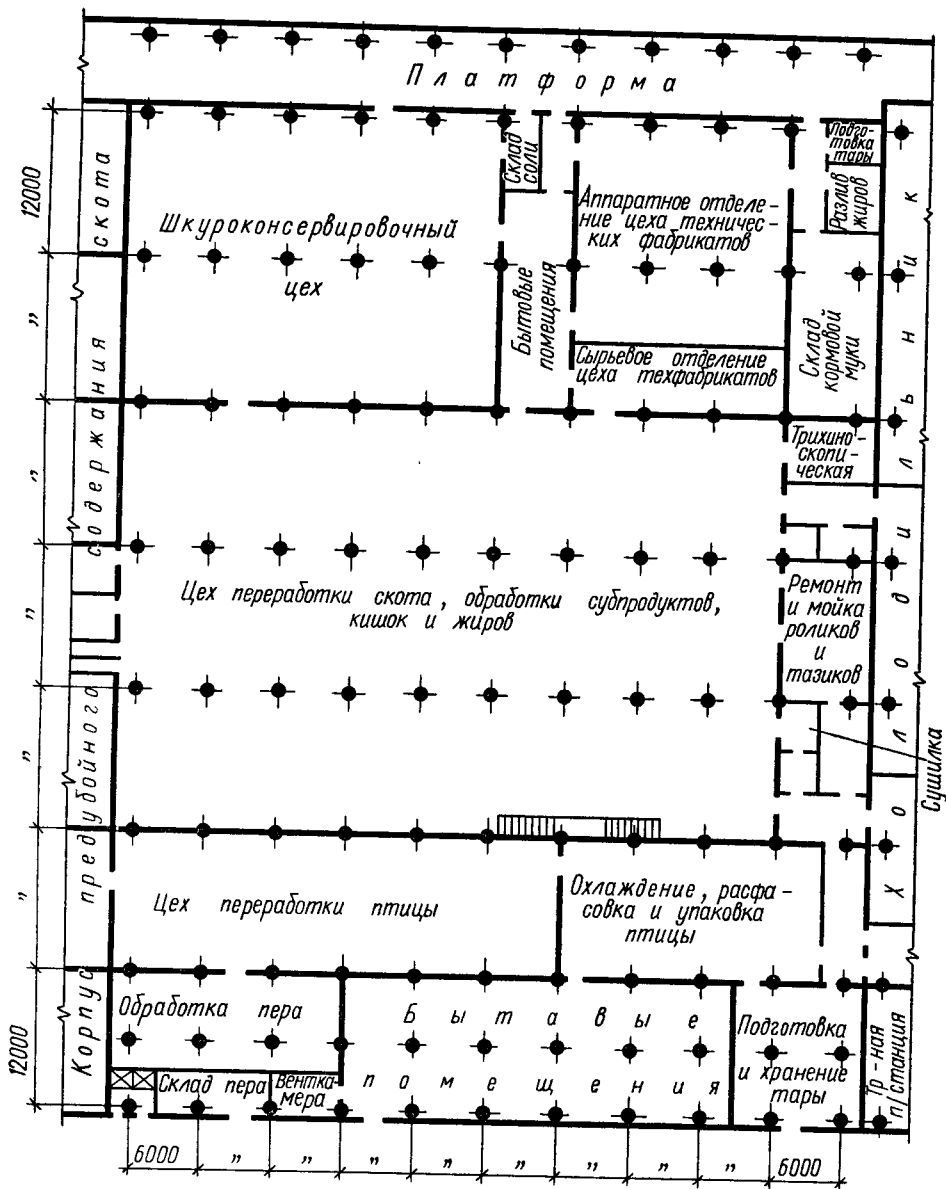 Платформа
Склад
соли
Подго-
товка
тары
Разлив
жиров
Шкуроконсервировочный
цех
Аппаратное отделе-
ние цеха техничес-
ких фабрикатов
Бытовые
помещения
Сырьевое отделение
цеха техфабрикатов
Склад
кормовой
муки
Трихино-
скопи-
ческая
Холодильник
Цех переработки скота, обработки субпродуктов,
кишок и жиров
Ремонт
и мойка
роликов
и
тазиков
Сушилка
Корпус предубойного содержания скота
Цех переработки птицы
Охлаждение, расфа-
совка и упаковка
птицы
Обработка пера
Бытавые
помещения
Подготовка
и хранение
тары
Тр-ная
п/станция
Склад пера
Вентка-
мера
12000
"
"
"
"
"
12000
6000 " " " " " " " " 6000